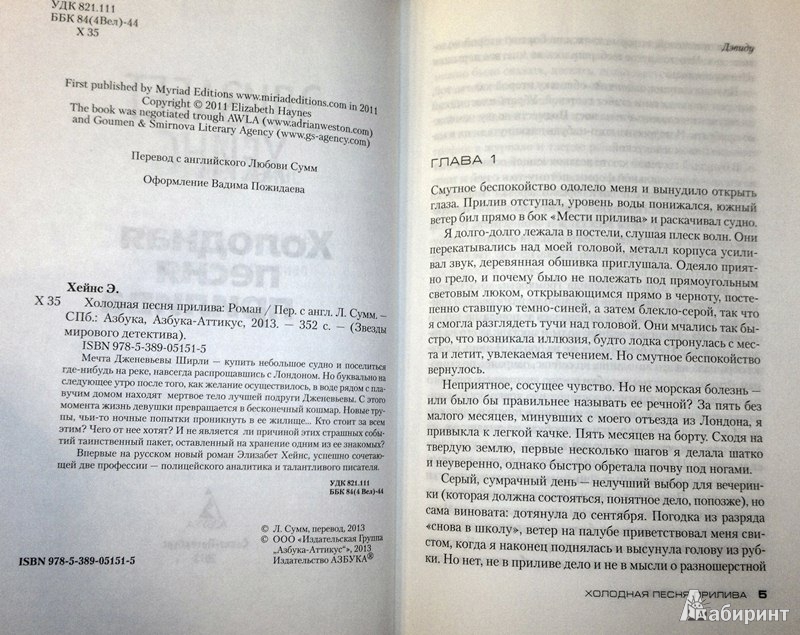 УДК 821.111
ББК 84(4Вел)-44
Х 35
First published by Myriad Editions www.miriadeditions.com in 2011
Copyright © 2011 Elizabeth Haynes
The book was negotiated trough AWLA (www.adrianweston.com)
and Goumen & Smirnova Literary Agency (www.gs-agency.com)
Перевод с английского Любови Сумм
Оформление Вадима Пожидаева
Хейнс Э.
Х 35 Холодная песня прилива: Роман / Пер. с англ. Л. Сумм. –
СПб.: Азбука, Азбука-Аттикус, 2013. — 352 с. — (Звезды
мирового детектива).
ISBN 978-5-389-05151-5
Мечта Дженевьевы Ширли — купить небольшое судно и поселиться
где-нибудь на реке, навсегда распрощавшись с Лондоном. Но буквально на
следующее утро после того, как желание осуществилось, в воде рядом с пла-
вучим домом находят мертвое тело лучшей подруги Дженевьевы. С этого
момента жизнь девушки превращается в бесконечный кошмар. Новые тру-
пы, чьи-то ночные попытки проникнуть в ее жилище... Кто стоит за всем
этим? Чего от нее хотят? И не является ли причиной этих страшных собы-
тий таинственный пакет, оставленный на хранение одним из ее знакомых?
Впервые на русском новый роман Элизабет Хейнс, успешно сочетаю-
щей две профессии — полицейского аналитика и талантливого писателя.
УДК 821.111
ББК 84(4 Вел)-44
© Л. Сумм, перевод, 2013
© ООО «Издательская Группа
„Азбука-Аттикус“», 2013
Издательство АЗБУКА®
ISBN 978-5-389-05151-5
Дэвиду
ГЛАВА 1
Смутное беспокойство одолело меня и вынудило открыть
глаза. Прилив отступал, уровень воды понижался, южный
ветер бил прямо в бок «Мести прилива» и раскачивал судно.
Я долго-долго лежала в постели, слушая плеск волн. Они
перекатывались над моей головой, металл корпуса усили-
вал звук, деревянная обшивка приглушала. Одеяло прият-
но грело, и почему было не полежать под прямоугольным
световым люком, открывающимся прямо в черноту, посте-
пенно ставшую темно-синей, а затем блекло-серой, так что
я смогла разглядеть тучи над головой. Они мчались так бы-
стро, что возникала иллюзия, будто лодка стронулась с мес-
та и летит, увлекаемая течением. Но смутное беспокойство
вернулось.
Неприятное, сосущее чувство. Но не морская болезнь —
или было бы правильнее называть ее речной? За пять без
малого месяцев, минувших с моего отъезда из Лондона, я
привыкла к легкой качке. Пять месяцев на борту. Сходя на
твердую землю, первые несколько шагов я делала шатко
и неуверенно, однако быстро обретала почву под ногами.
Серый, сумрачный день — нелучший выбор для вечерин-
ки (которая должна состояться, понятное дело, попозже), но
сама виновата: дотянула до сентября. Погодка из разряда
«снова в школу», ветер на палубе приветствовал меня сви-
стом, когда я наконец поднялась и высунула голову из руб-
ки. Но нет, не в приливе дело и не в мысли о разношерстной
ХОЛОДНАЯ ПЕСНЯ ПРИЛИВА 5
Лабиринт